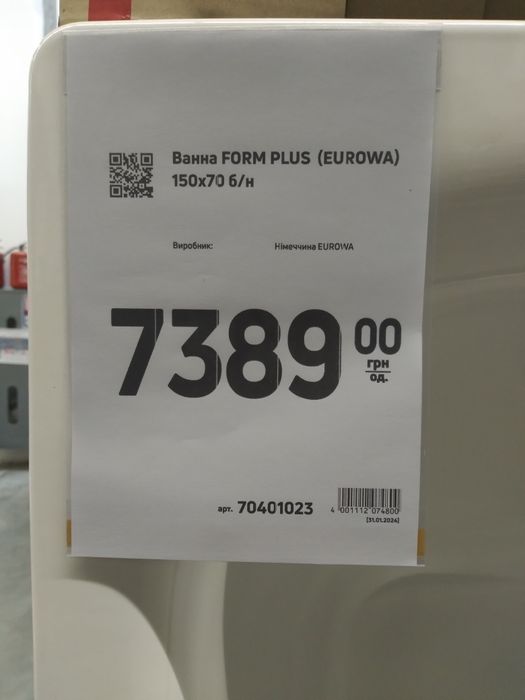 Ванна FORM PLUS (EUROWA)
150х70 б/н
Виробник: Німеччина EUROWA
7389 00
грн
од.
арт. 70401023
4 001112 074800
[31.01.2024]